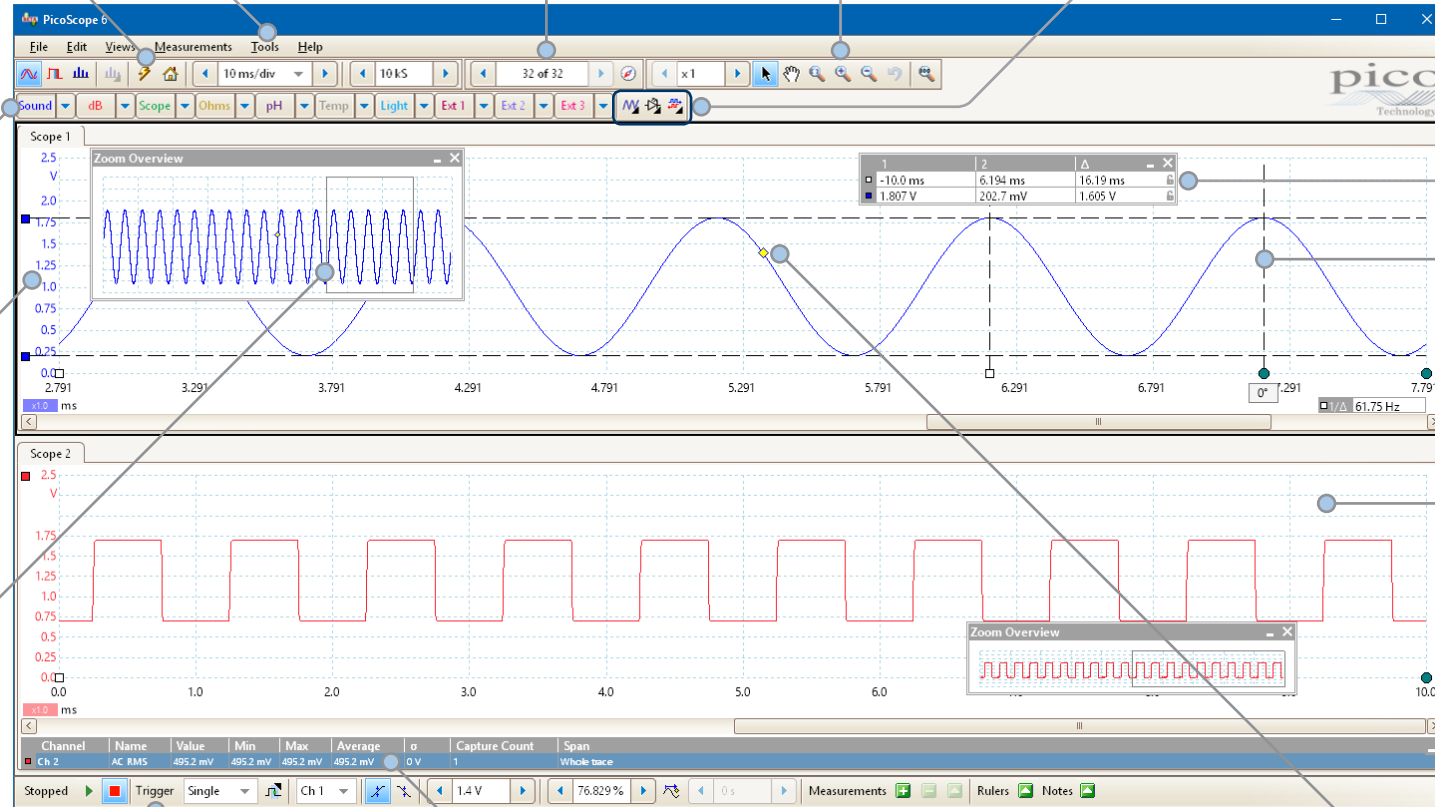 PicoScope 6
File Edit Views Measurements Tools Help
10 ms/div 10 kS 32 of 32 x1
pico
Technology
Sound dB Scope Ohms pH Temp Light Ext 1 Ext 2 Ext 3
Scope 1
2.5
V
2.0
1.75
1.5
1.25
1.0
0.75
0.5
0.25
0.0
Zoom Overview
1 2 Δ
-10.0 ms 6.194 ms 16.19 ms
1.807 V 202.7 mV 1.605 V
2.791 3.291 3.791 4.291 4.791 5.291 5.791 6.291 6.791 7.291 7.79
0°
x1.0 ms
1/Δ 61.75 Hz
Scope 2
2.5
V
1.75
1.5
1.25
1.0
0.75
0.5
0.25
0.0
Zoom Overview
0.0 1.0 2.0 3.0 4.0 5.0 6.0 10.0
x1.0 ms
Channel Name Value Min Max Average σ Capture Count Span
Ch 2 AC RMS 495.2 mV 495.2 mV 495.2 mV 495.2 mV 0 V 1 Whole trace
Stopped Trigger Single Ch 1 1.4 V 76.829% 0 s Measurements Rulers Notes